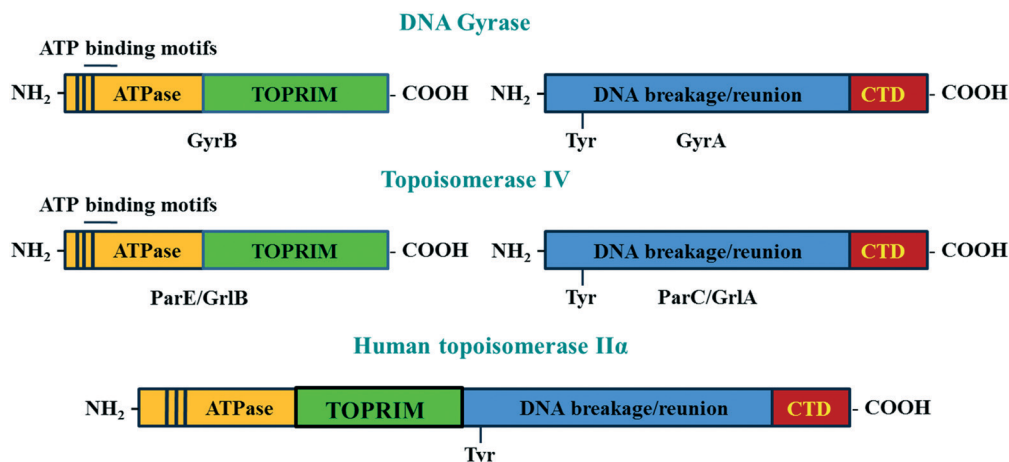 DNA Gyrase
ATP binding motifs
NH2 ATPase TOPRIM COOH NH2 DNA breakage/reunion CTD COOH
GyrB Tyr GyrA
Topoisomerase IV
ATP binding motifs
NH2 ATPase TOPRIM COOH NH2 DNA breakage/reunion CTD COOH
ParE/GrlB Tyr ParC/GrlA
Human topoisomerase IIα
NH2 ATPase TOPRIM DNA breakage/reunion CTD COOH
Tyr